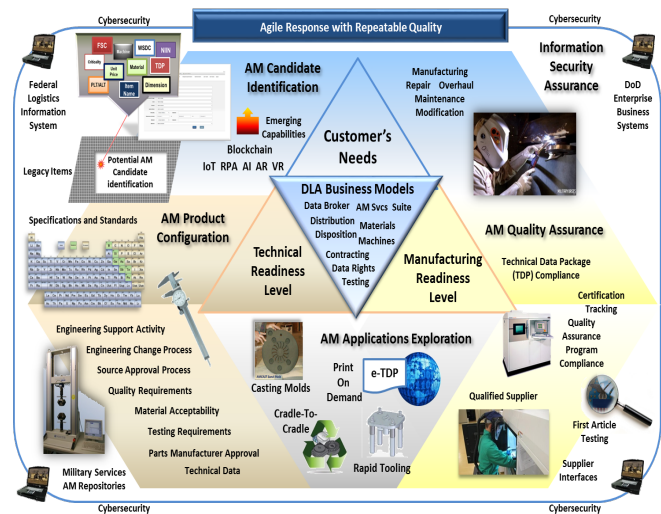 Cybersecurity
Agile Response with Repeatable Quality
Cybersecurity
FSC
WSDC
NIIN
Criticality
Unit
Price
Material
TDP
PLT/ALT
Item
Name
Dimension
Federal
Logistics
Information
System
AM Candidate
Identification
Emerging
Capabilities
Blockchain
IoT RPA AI AR VR
Legacy Items
Potential AM
Candidate
identification
Customer's
Needs
Manufacturing
Repair Overhaul
Maintenance
Modification
Information
Security
Assurance
DoD
Enterprise
Business
Systems
DLA Business Models
Data Broker AM Svcs Suite
Distribution
Disposition
Materials
Machines
Contracting
Data Rights
Testing
Specifications and Standards
AM Product
Configuration
Technical
Readiness
Level
Manufacturing
Readiness
Level
AM Quality Assurance
Technical Data Package
(TDP) Compliance
Certification
Tracking
Quality
Assurance
Program
Compliance
Engineering Support Activity
Engineering Change Process
Source Approval Process
Quality Requirements
Material Acceptability
Testing Requirements
Parts Manufacturer Approval
Technical Data
Military Services
AM Repositories
AM Applications Exploration
Casting Molds
Print
On
Demand
e-TDP
Cradle-To-
Cradle
Rapid Tooling
Qualified Supplier
First Article
Testing
Supplier
Interfaces
Cybersecurity
Cybersecurity